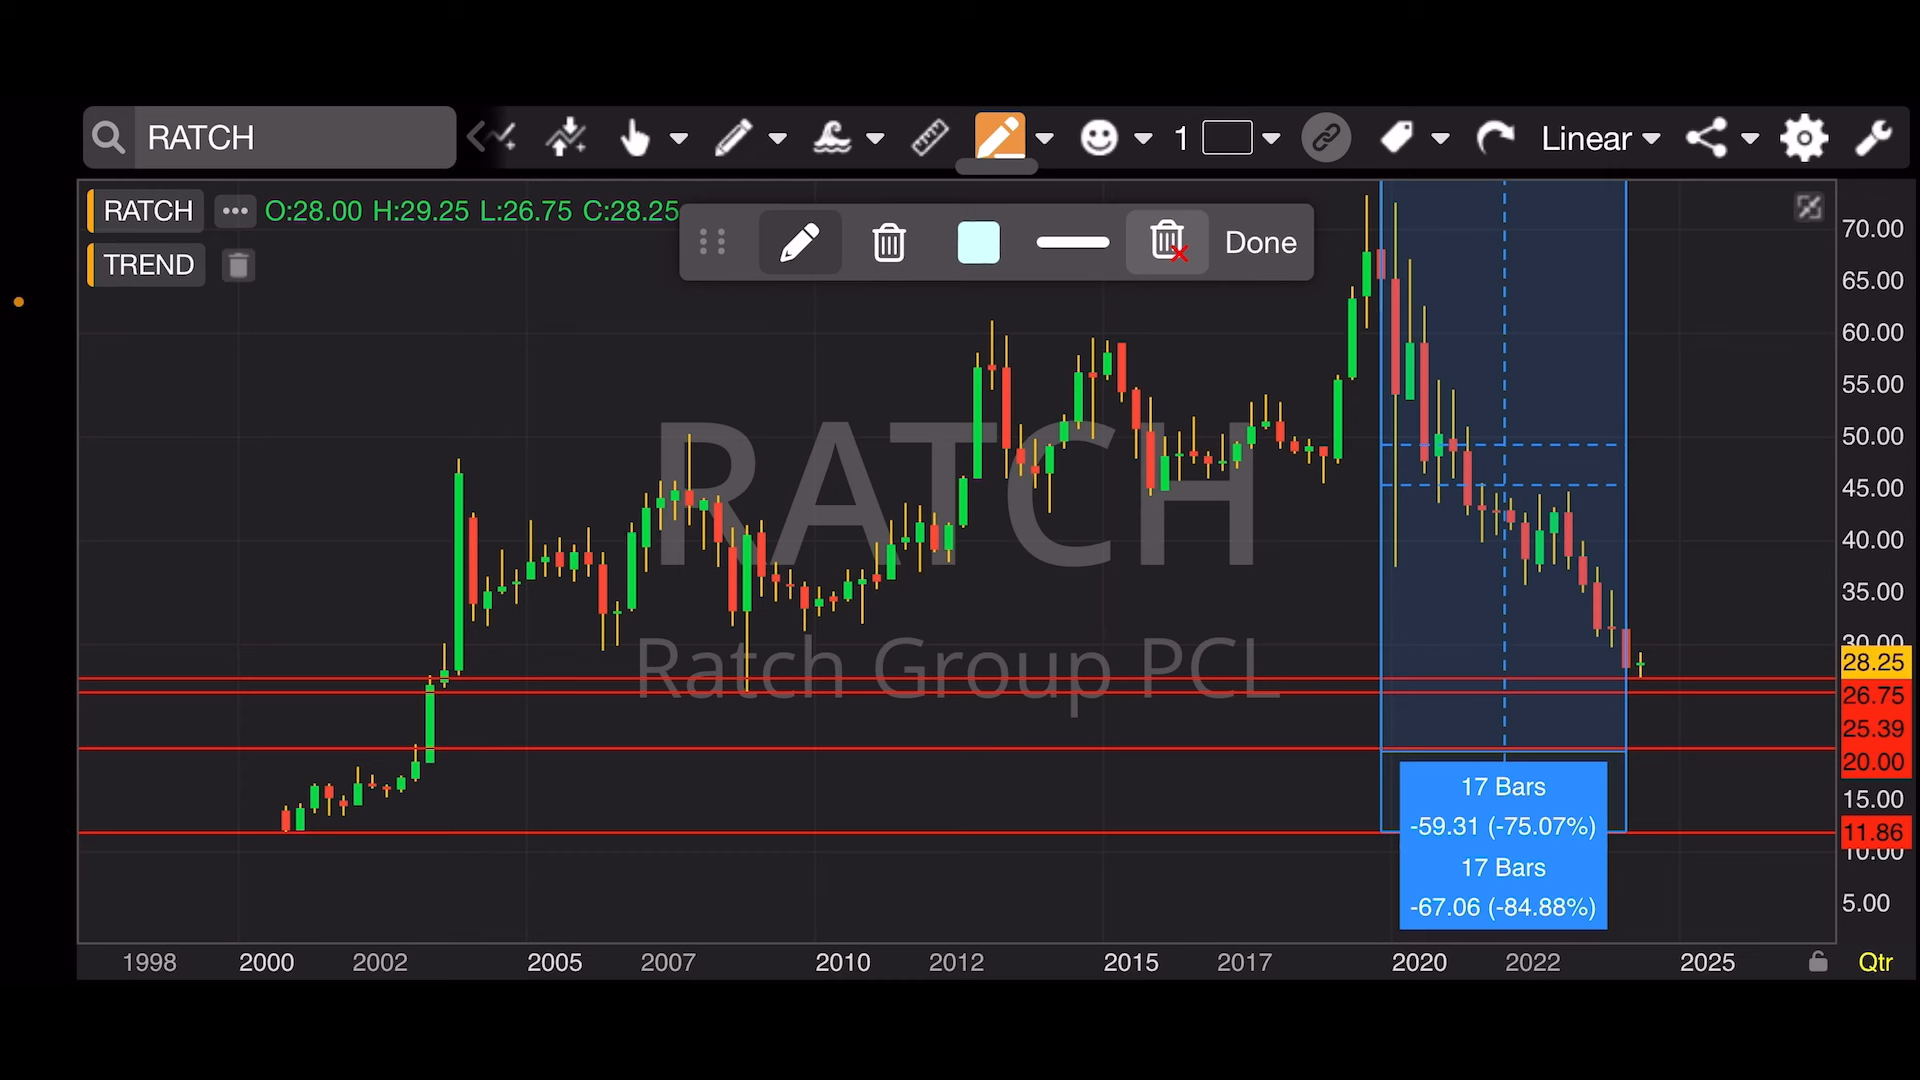 RATCH
1
Linear
RATCH O:28.00 H:29.25 L:26.75 C:28.25
Done
TREND
70.00
65.00
60.00
55.00
50.00
45.00
40.00
35.00
30.00
28.25
26.75
25.39
20.00
15.00
11.86
10.00
5.00
RATCH
Ratch Group PCL
17 Bars
-59.31 (-75.07%)
17 Bars
-67.06 (-84.88%)
1998 2000 2002 2005 2007 2010 2012 2015 2017 2020 2022 2025 Qtr